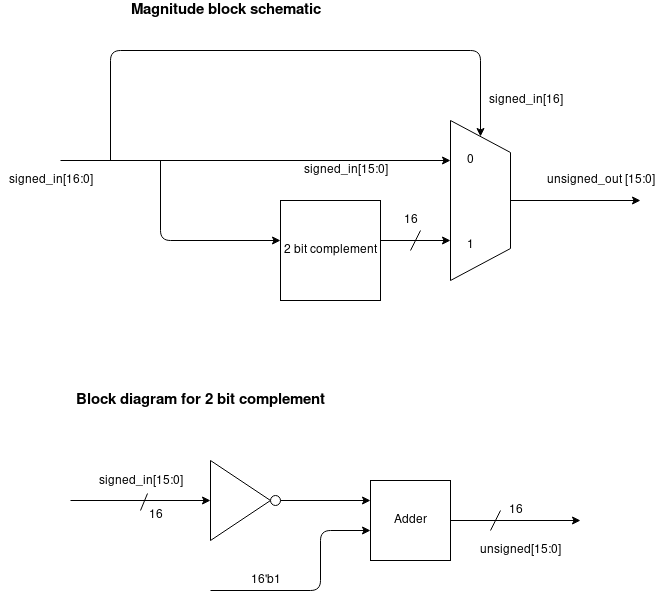 Magnitude block schematic
signed_in[16]
0
signed_in[15:0]
signed_in[16:0]
unsigned_out [15:0]
16
2 bit complement
1
Block diagram for 2 bit complement
signed_in[15:0]
16
Adder
16
unsigned[15:0]
16'b1